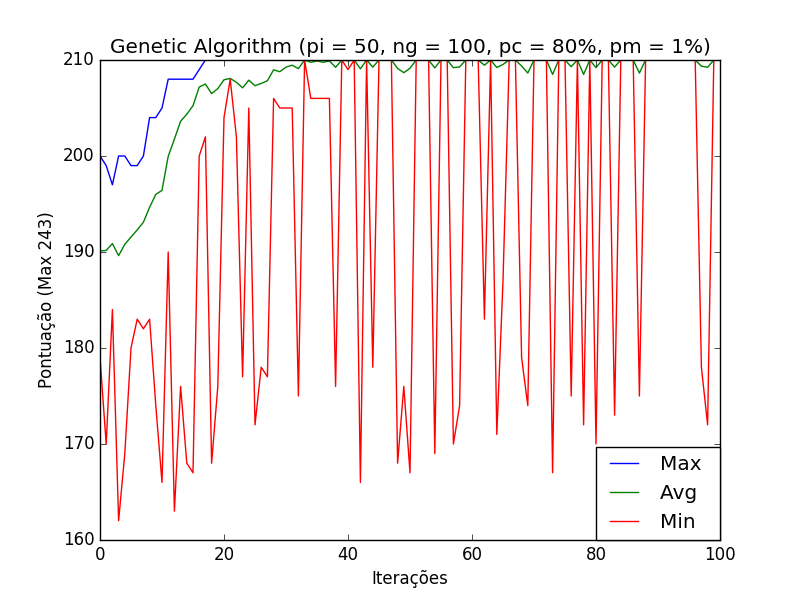 Genetic Algorithm (pi = 50, ng = 100, pc = 80%, pm = 1%)
210
200
190
180
170
160
Pontuação (Max 243)
Max
Avg
Min
0 20 40 60 80 100
Iterações